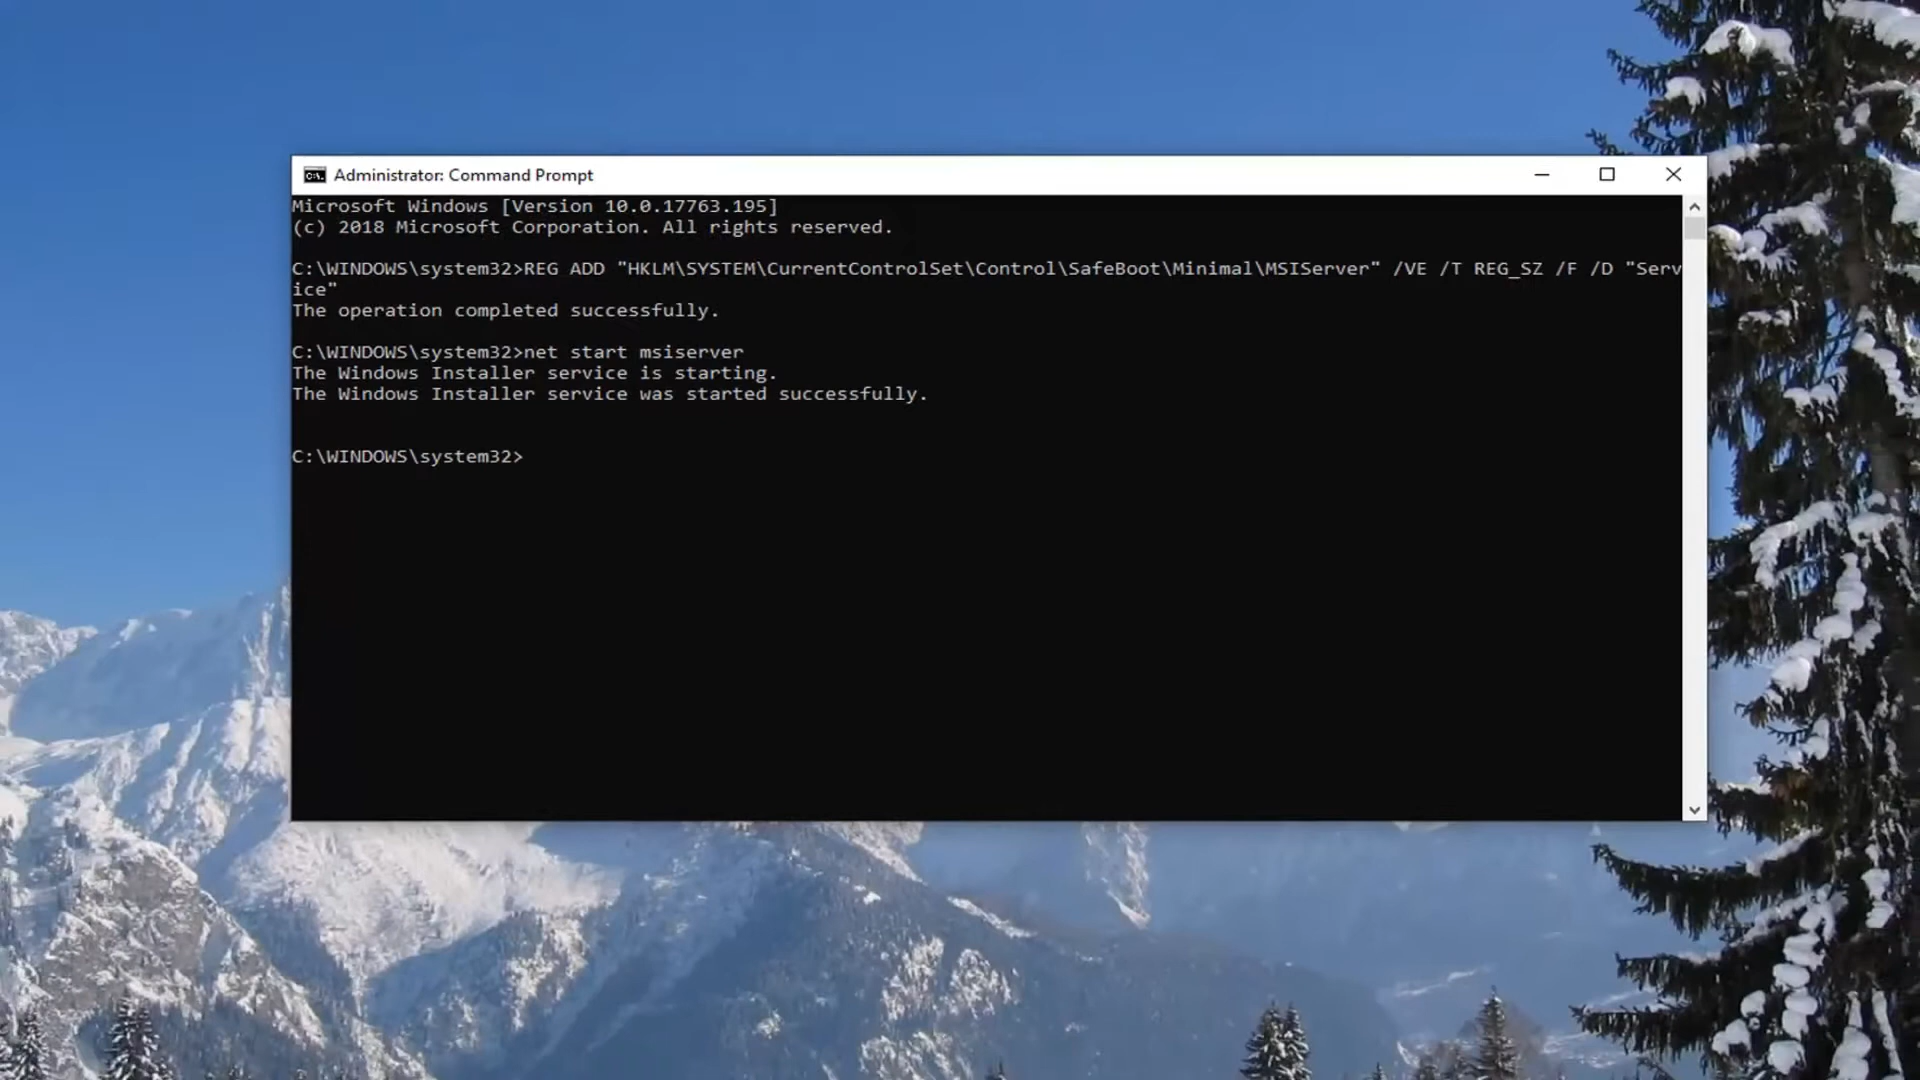 Administrator: Command Prompt
Microsoft Windows [Version 10.0.17763.195]
(c) 2018 Microsoft Corporation. All rights reserved.
C:\WINDOWS\system32>REG ADD "HKLM\SYSTEM\CurrentControlSet\Control\SafeBoot\Minimal\MSIServer" /VE /T REG_SZ /F /D "Serv
ice"
The operation completed successfully.
C:\WINDOWS\system32>net start msiserver
The Windows Installer service is starting.
The Windows Installer service was started successfully.
C:\WINDOWS\system32>